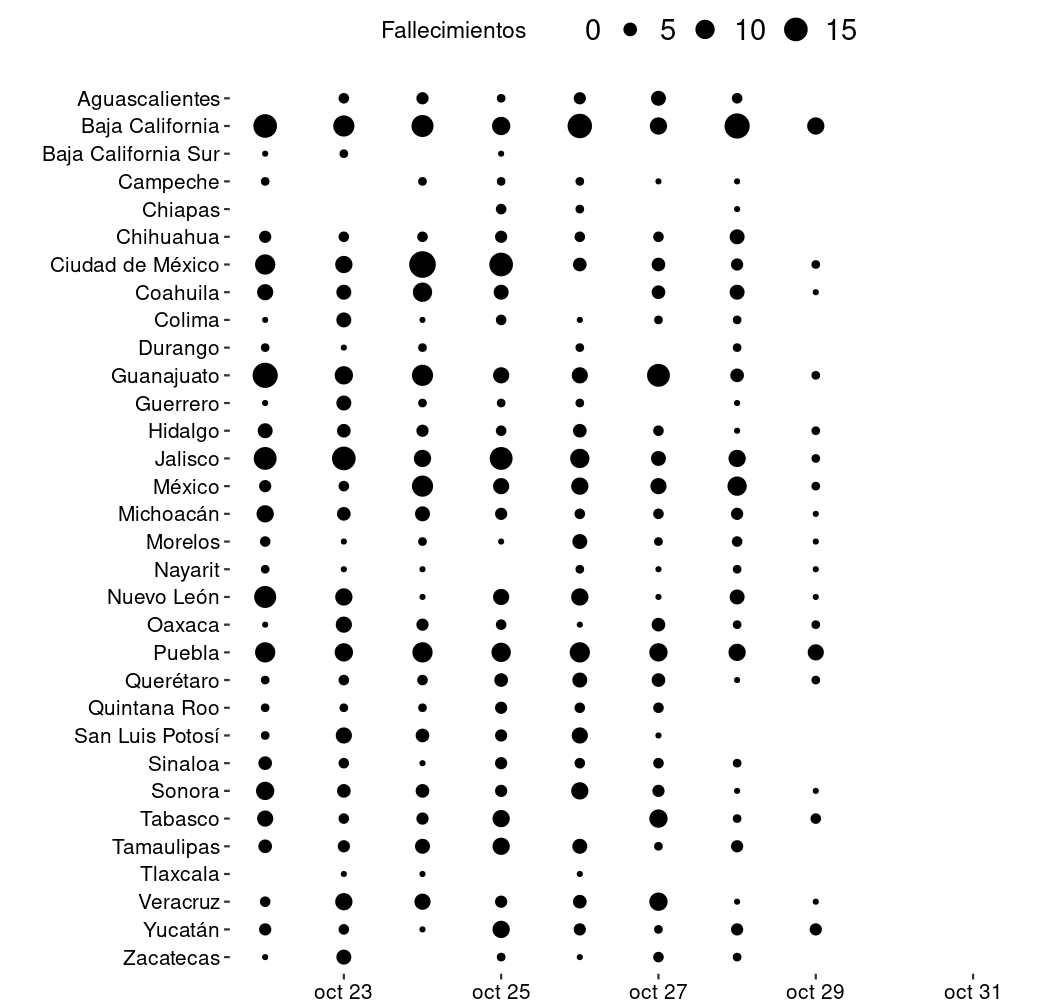 Fallecimientos 0 5 10 15
Aguascalientes
Baja California
Baja California Sur
Campeche
Chiapas
Chihuahua
Ciudad de México
Coahuila
Colima
Durango
Guanajuato
Guerrero
Hidalgo
Jalisco
México
Michoacán
Morelos
Nayarit
Nuevo León
Oaxaca
Puebla
Querétaro
Quintana Roo
San Luis Potosí
Sinaloa
Sonora
Tabasco
Tamaulipas
Tlaxcala
Veracruz
Yucatán
Zacatecas
oct 23 oct 25 oct 27 oct 29 oct 31